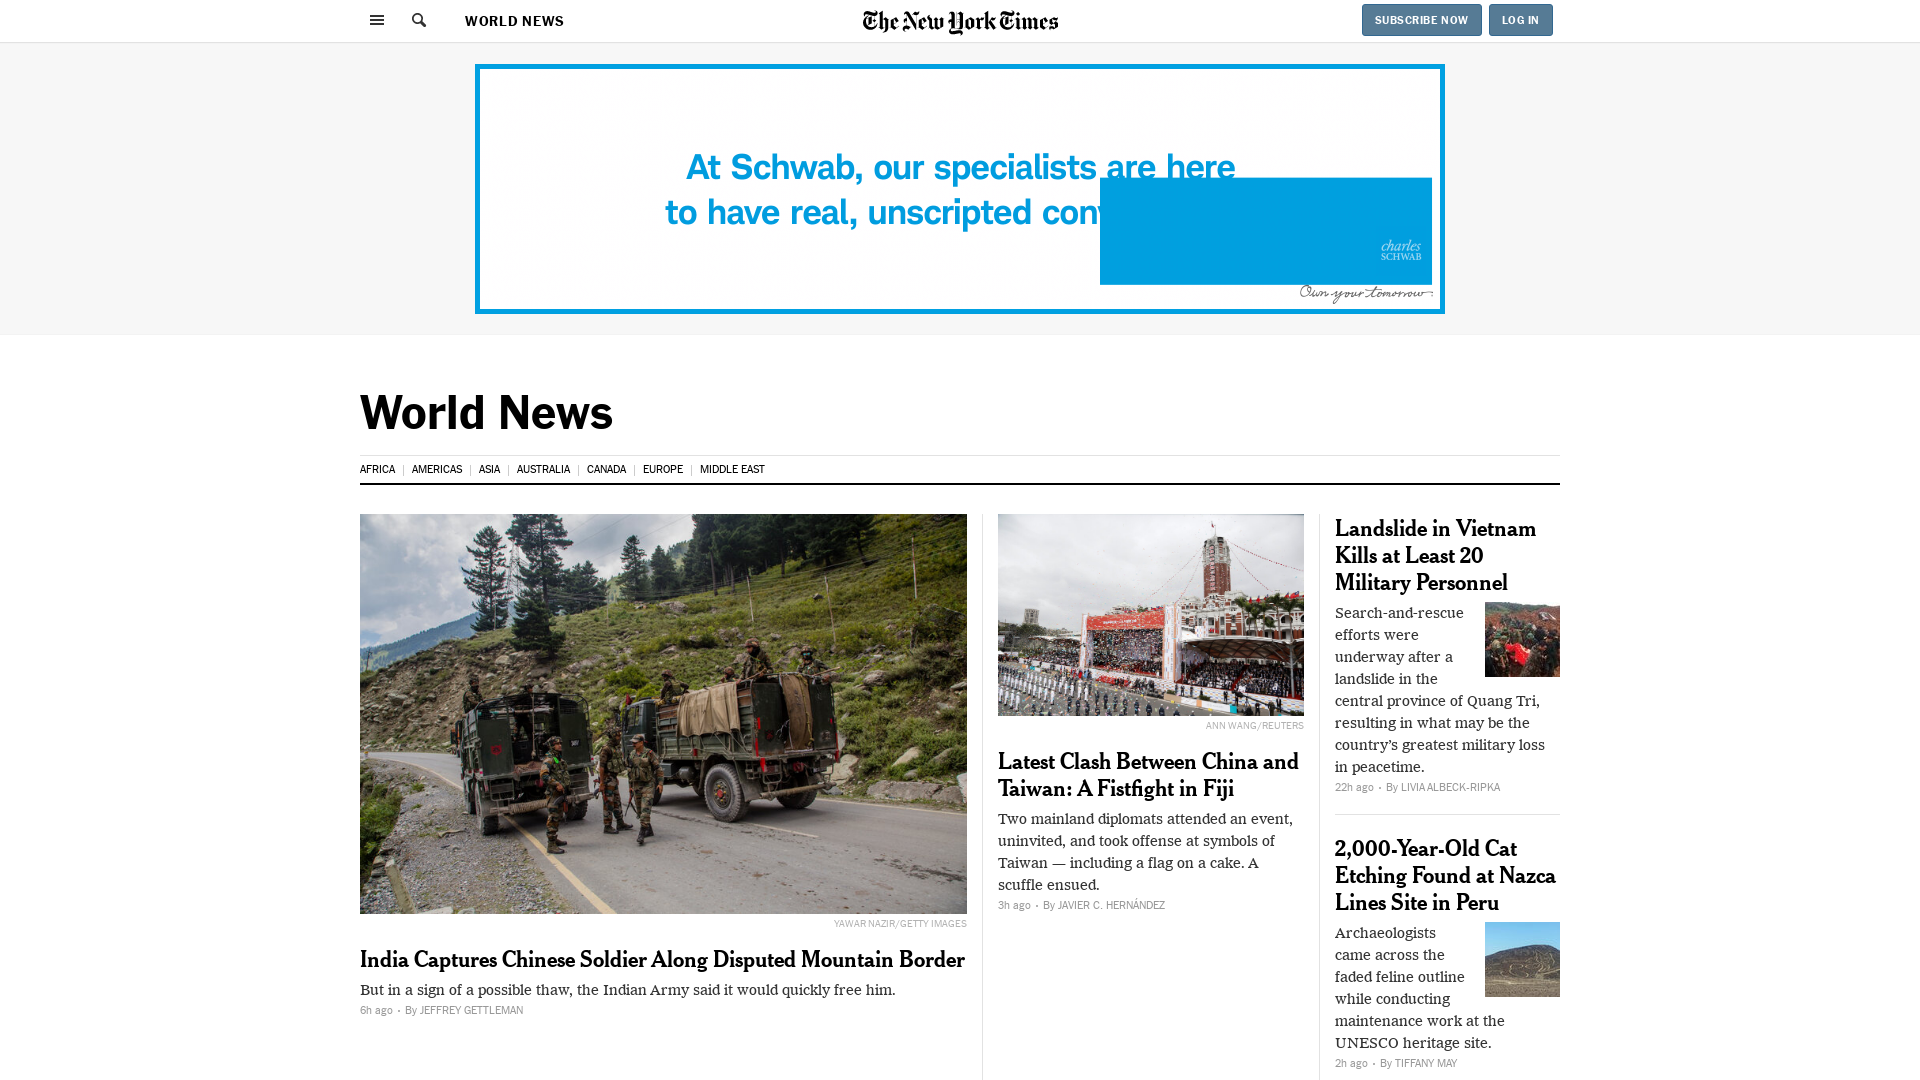 WORLD NEWS
The New York Times
SUBSCRIBE NOW
LOG IN
At Schwab, our specialists are here
to have real, unscripted
charles
SCHWAB
Own your tomorrow
World News
AFRICA
AMERICAS
ASIA
AUSTRALIA
CANADA
EUROPE
MIDDLE EAST
YAWAR NAZIR/GETTY IMAGES
India Captures Chinese Soldier Along Disputed Mountain Border
But in a sign of a possible thaw, the Indian Army said it would quickly free him.
6h ago • By JEFFREY GETTLEMAN
ANN WANG/REUTERS
Latest Clash Between China and
Taiwan: A Fistfight in Fiji
Two mainland diplomats attended an event,
uninvited, and took offense at symbols of
Taiwan — including a flag on a cake. A
scuffle ensued.
3h ago • By JAVIER C. HERNÁNDEZ
Landslide in Vietnam
Kills at Least 20
Military Personnel
Search-and-rescue
efforts were
underway after a
landslide in the
central province of Quang Tri,
resulting in what may be the
country’s greatest military loss
in peacetime.
22h ago • By LIVIA ALBECK-RIPKA
2,000-Year-Old Cat
Etching Found at Nazca
Lines Site in Peru
Archaeologists
came across the
faded feline outline
while conducting
maintenance work at the
UNESCO heritage site.
2h ago • By TIFFANY MAY